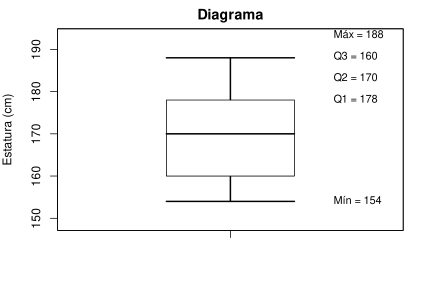 Diagrama
Máx = 188
Q3 = 160
Q2 = 170
Q1 = 178
Mín = 154
Estatura (cm)
190
180
170
160
150